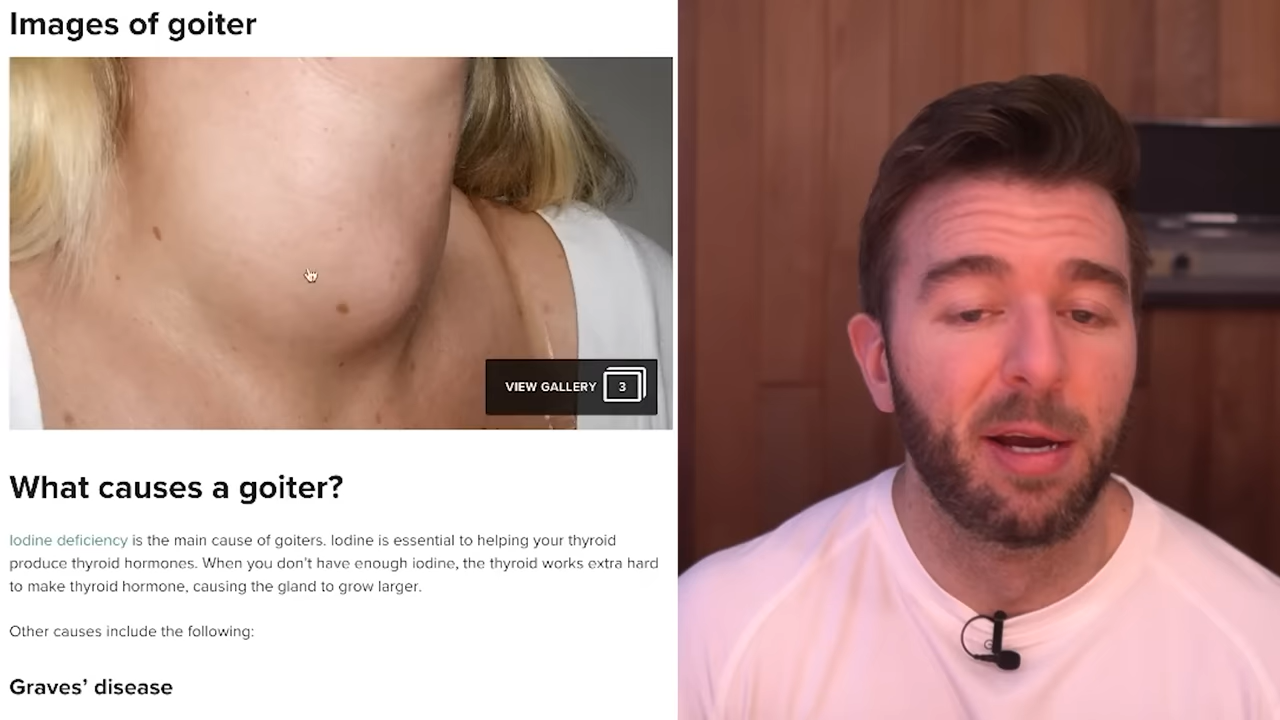 Images of goiter
VIEW GALLERY 3
What causes a goiter?
Iodine deficiency is the main cause of goiters. Iodine is essential to helping your thyroid
produce thyroid hormones. When you don't have enough iodine, the thyroid works extra hard
to make thyroid hormone, causing the gland to grow larger.
Other causes include the following:
Graves' disease